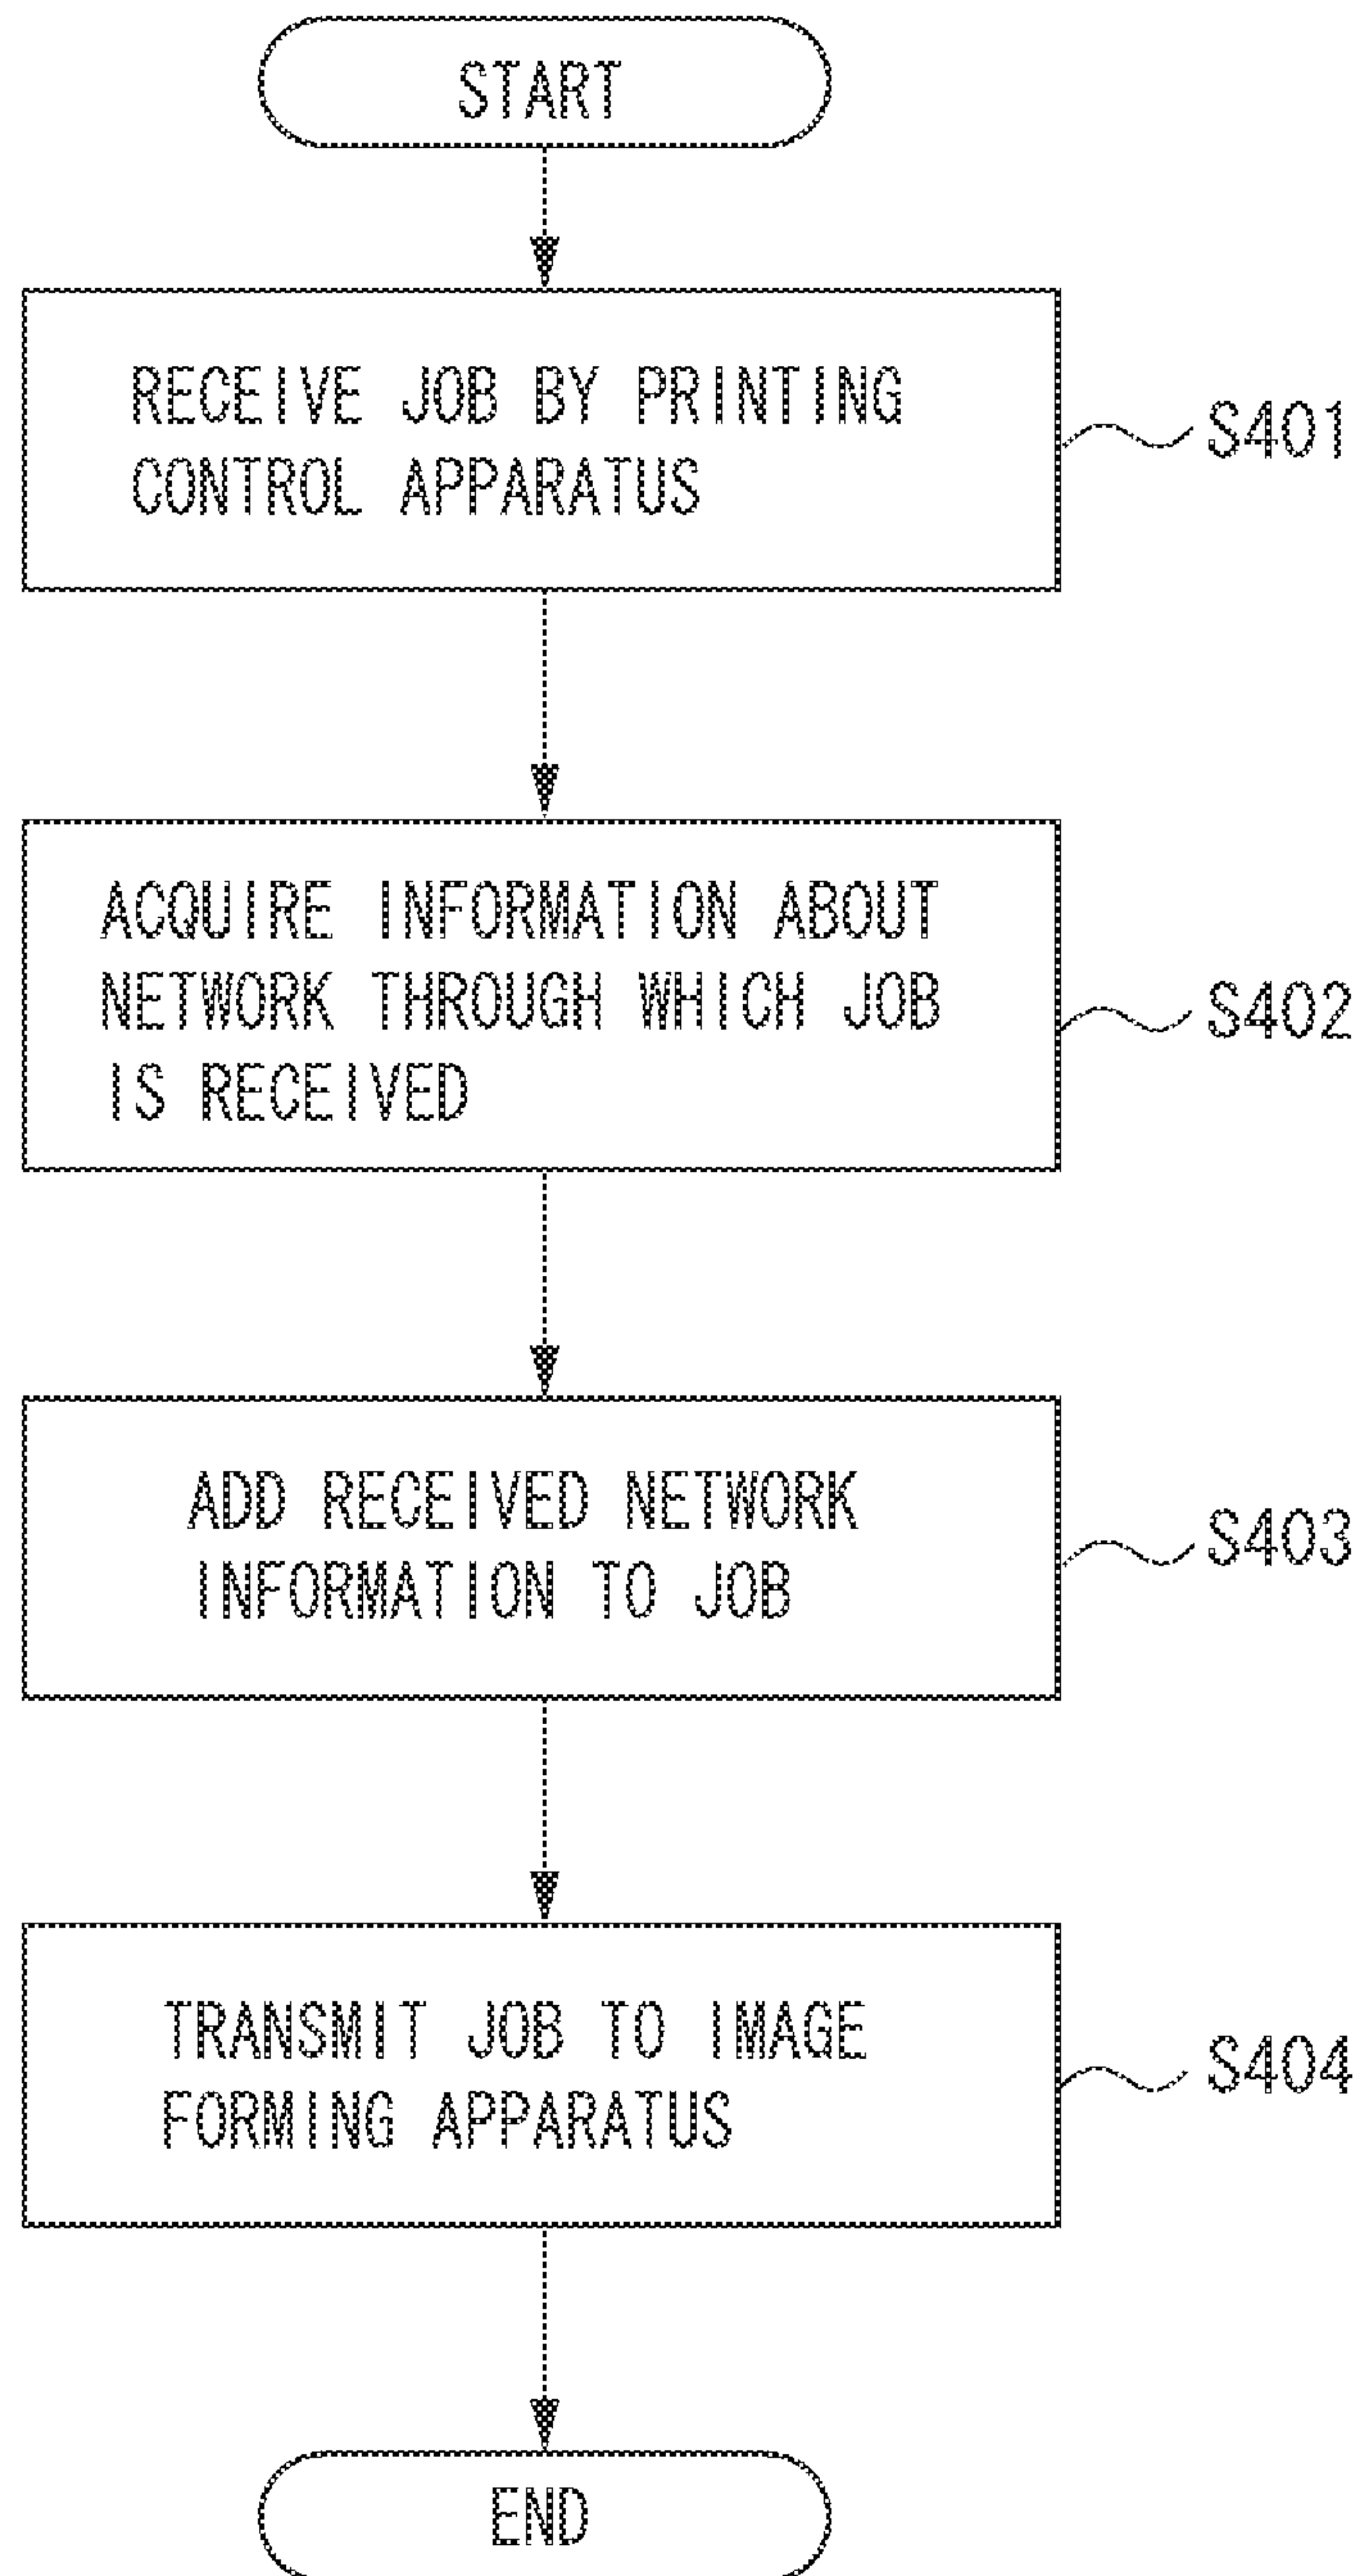 START
RECEIVE JOB BY PRINTING
CONTROL APPARATUS
S401
ACQUIRE INFORMATION ABOUT
NETWORK THROUGH WHICH JOB
IS RECEIVED
S402
ADD RECEIVED NETWORK
INFORMATION TO JOB
S403
TRANSMIT JOB TO IMAGE
FORMING APPARATUS
S404
END